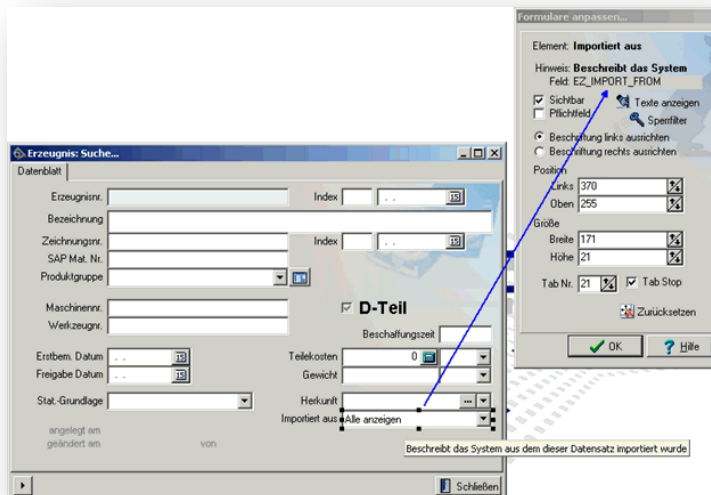 Formulare anpassen...
Element: Importiert aus
Hinweis: Beschreibt das System
Feld: EZ_IMPORT_FROM
Sichtbar
Texte anzeigen
Pflichtfeld
Sperrfilter
Beschriftung links ausrichten
Beschriftung rechts ausrichten
Position
Links 370
Oben 255
Größe
Breite 171
Höhe 21
Tab Nr. 21 Tab Stop
Zurücksetzen
OK Hilfe
Erzeugnis: Suche...
Datenblatt
Erzeugnisnr. Index . . 15
Bezeichnung
Zeichnungsnr. Index . . 15
SAP Mat. Nr.
Produktgruppe
Maschinennr. D-Teil
Werkzeugnr. Beschaffungszeit
Erstbem. Datum . . 15 Teilekosten 0
Freigabe Datum . . 15 Gewicht
Stat.-Grundlage Herkunft ...
Importiert aus Alle anzeigen
angelegt am
geändert am von
Beschreibt das System aus dem dieser Datensatz importiert wurde
Schließen